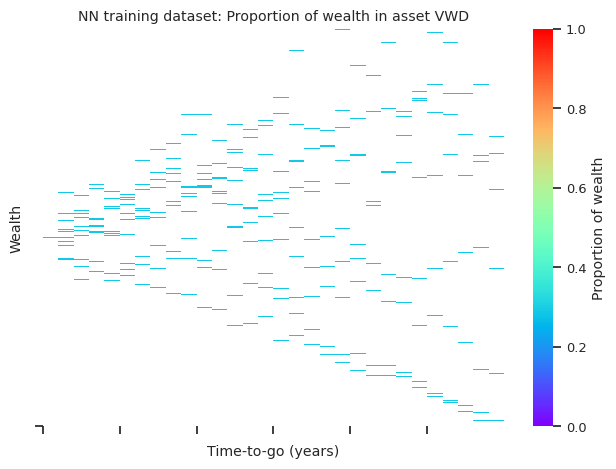 NN training dataset: Proportion of wealth in asset VWD
Wealth
Time-to-go (years)
1.0
0.8
0.6
0.4
0.2
0.0
Proportion of wealth